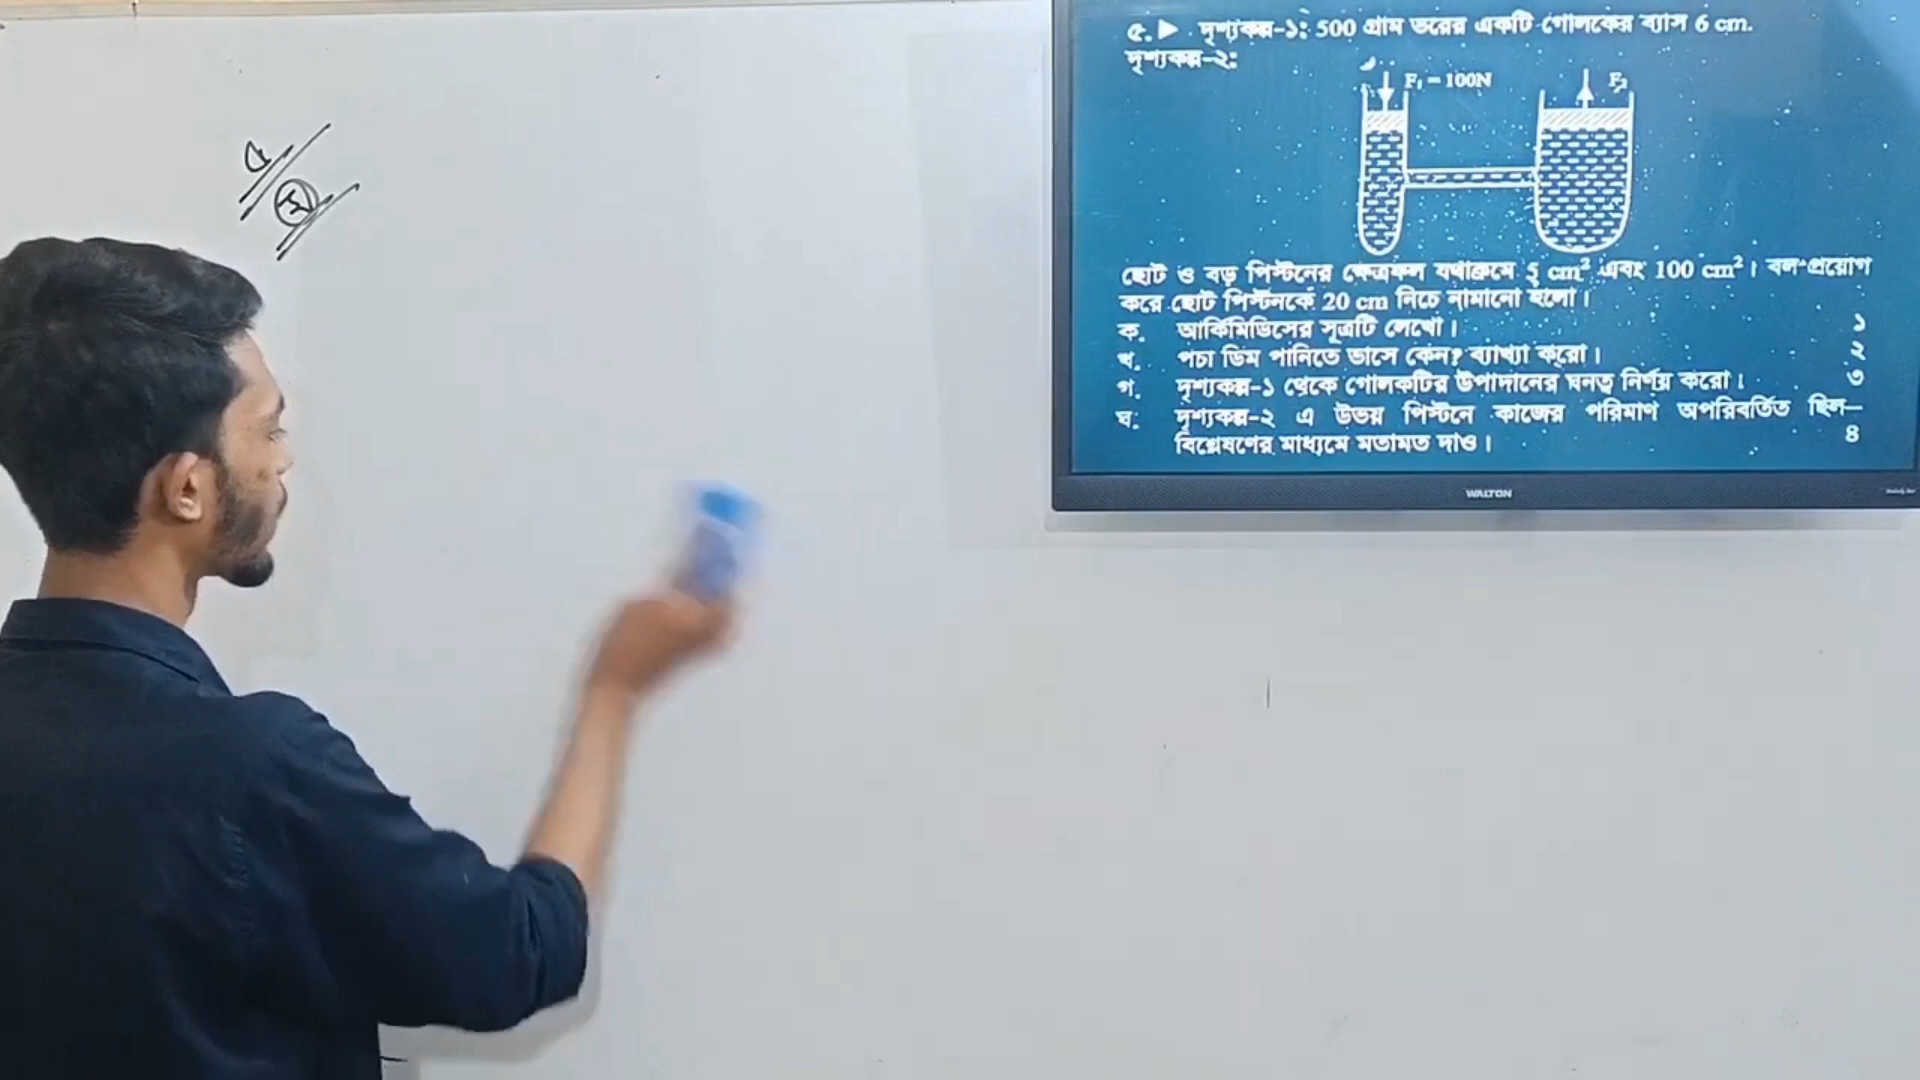 ৫
ঘ
৫. ▶ দৃশ্যকল্প-১: 500 গ্রাম ভরের একটি গোলকের ব্যাস 6 cm.
দৃশ্যকল্প-২:
F₁ = 100N
F₂
ছোট ও বড় পিস্টনের ক্ষেত্রফল যথাক্রমে 5 cm² এবং 100 cm²। বল প্রয়োগ
করে ছোট পিস্টনকে 20 cm নিচে নামানো হলো।
ক. আর্কিমিডিসের সূত্রটি লেখো। ১
খ. পচা ডিম পানিতে ভাসে কেন? ব্যাখ্যা করো। ২
গ. দৃশ্যকল্প-১ থেকে গোলকটির উপাদানের ঘনত্ব নির্ণয় করো। ৩
ঘ. দৃশ্যকল্প-২ এ উভয় পিস্টনে কাজের পরিমাণ অপরিবর্তিত ছিল—
বিশ্লেষণের মাধ্যমে মতামত দাও। ৪
WALTON